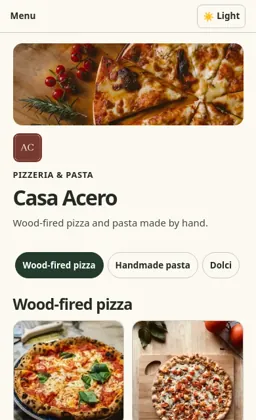 Menu
☀️ Light
AC
PIZZERIA & PASTA
Casa Acero
Wood-fired pizza and pasta made by hand.
Wood-fired pizza
Handmade pasta
Dolci
Wood-fired pizza